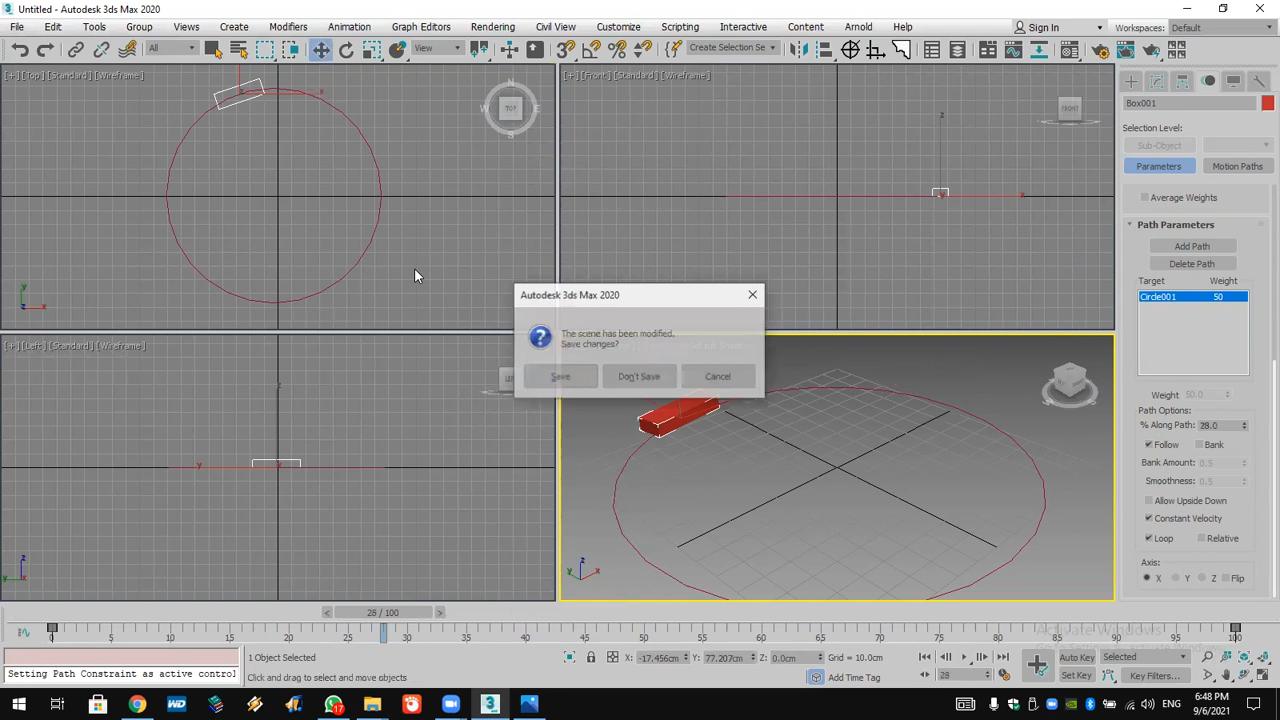 Untitled - Autodesk 3ds Max 2020
File Edit Tools Group Views Create Modifiers Animation Graph Editors Rendering Civil View Customize Scripting Interactive Content Arnold Help Sign In Workspaces: Default
All View Create Selection Se
[+] [Top] [Standard] [Wireframe]
[+] [Front] [Standard] [Wireframe]
N
W TOP E
S
FRONT
z
x
x
y x
y
x
Box001
Selection Level:
Sub-Object
Parameters Motion Paths
Average Weights
Path Parameters
Add Path
Delete Path
Target Weight
Circle001 50
Weight 50.0
Path Options:
% Along Path: 28.0
Follow Bank
Bank Amount: 0.5
Smoothness: 0.5
Allow Upside Down
Constant Velocity
Loop Relative
Axis:
X Y Z Flip
Autodesk 3ds Max 2020
The scene has been modified.
Save changes?
Save Don't Save Cancel
[+] [Left] [Standard] [Wireframe]
z
y x
z
y
z
y x
28 / 100
0 5 10 15 20 25 30 35 40 45 50 55 60 65 70 75 80 85 90 95 100
Activate Windows
1 Object Selected
X: -17.456cm Y: 77.207cm Z: 0.0cm Grid = 10.0cm
Auto Key Selected
Setting Path Constraint as active control
Click and drag to select and move objects
Add Time Tag
28
Set Key Key Filters...
17
ENG
6:48 PM
9/6/2021